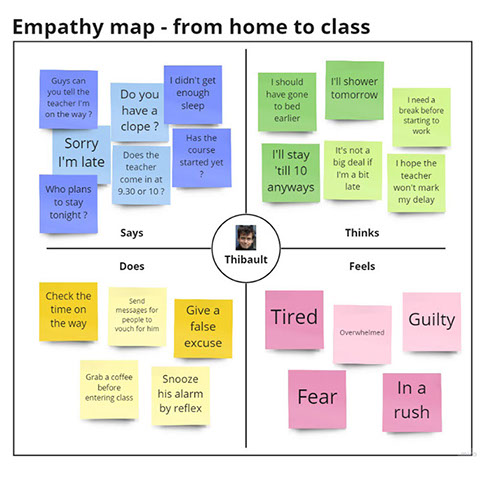 Empathy map - from home to class
Guys can
you tell the
teacher I'm
on the way ?
Do you
have a
clope ?
I didn't get
enough
sleep
Sorry
I'm late
Does the
teacher
come in at
9.30 or 10 ?
Has the
course
started yet
?
Who plans
to stay
tonight ?
Says
I should
have gone
to bed
earlier
I'll shower
tomorrow
I need a
break before
starting to
work
I'll stay
'till 10
anyways
It's not a
big deal if
I'm a bit
late
I hope the
teacher
won't mark
my delay
Thinks
Thibault
Does
Check the
time on
the way
Send
messages for
people to
vouch for him
Give a
false
excuse
Grab a coffee
before
entering class
Snooze
his alarm
by reflex
Feels
Tired
Overwhelmed
Guilty
Fear
In a
rush